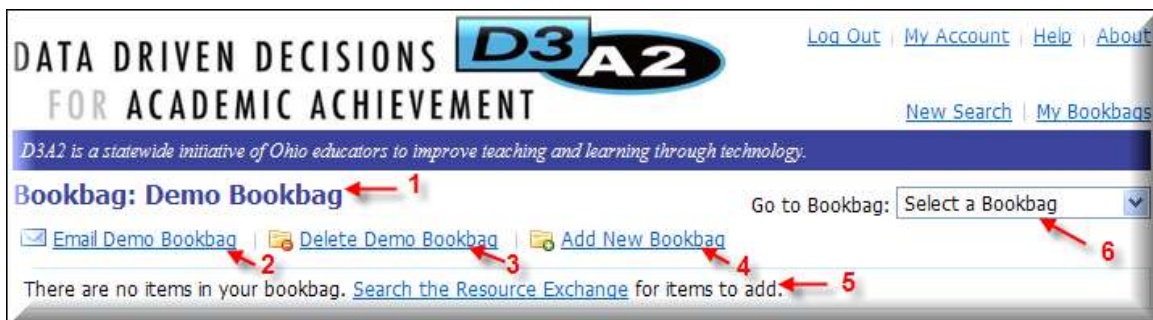 DATA DRIVEN DECISIONS D3A2
FOR ACADEMIC ACHIEVEMENT
Log Out | My Account | Help | About
New Search | My Bookbags
D3A2 is a statewide initiative of Ohio educators to improve teaching and learning through technology.
Bookbag: Demo Bookbag 1
Go to Bookbag: Select a Bookbag
6
Email Demo Bookbag | Delete Demo Bookbag | Add New Bookbag
2 3 4
There are no items in your bookbag. Search the Resource Exchange for items to add. 5